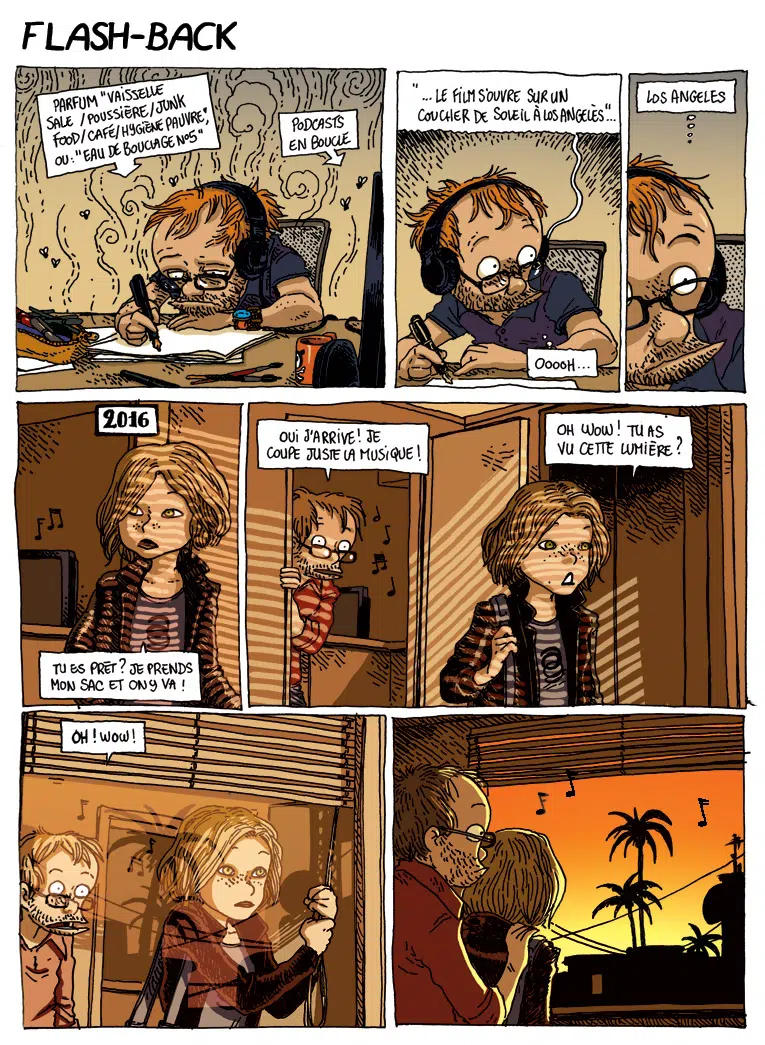 FLASH-BACK
PARFUM "VAISSELLE
SALE / POUSSIÈRE / JUNK
FOOD / CAFÉ / HYGIÈNE PAUVRE",
OU : "EAU DE BOUCLAGE N°5"
PODCASTS
EN BOUCLE
"... LE FILM S'OUVRE SUR UN
COUCHER DE SOLEIL À LOS ANGELÈS"...
OOOOH...
LOS ANGELES
2016
TU ES PRÊT ? JE PRENDS
MON SAC ET ON Y VA !
OUI J'ARRIVE ! JE
COUPE JUSTE LA MUSIQUE !
OH WOW ! TU AS
VU CETTE LUMIÈRE ?
OH ! WOW !